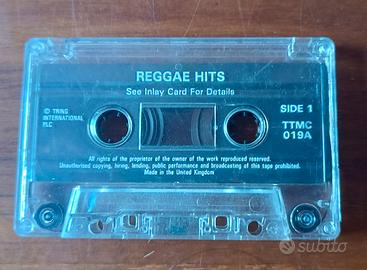 REGGAE HITS
See Inlay Card For Details
© TRING
INTERNATIONAL
PLC
SIDE 1
TTMC
019A
All rights of the proprietor of the owner of the work reproduced reserved.
Unauthorised copying, hiring, lending, public performance and broadcasting of this tape prohibited.
Made in the United Kingdom
subito